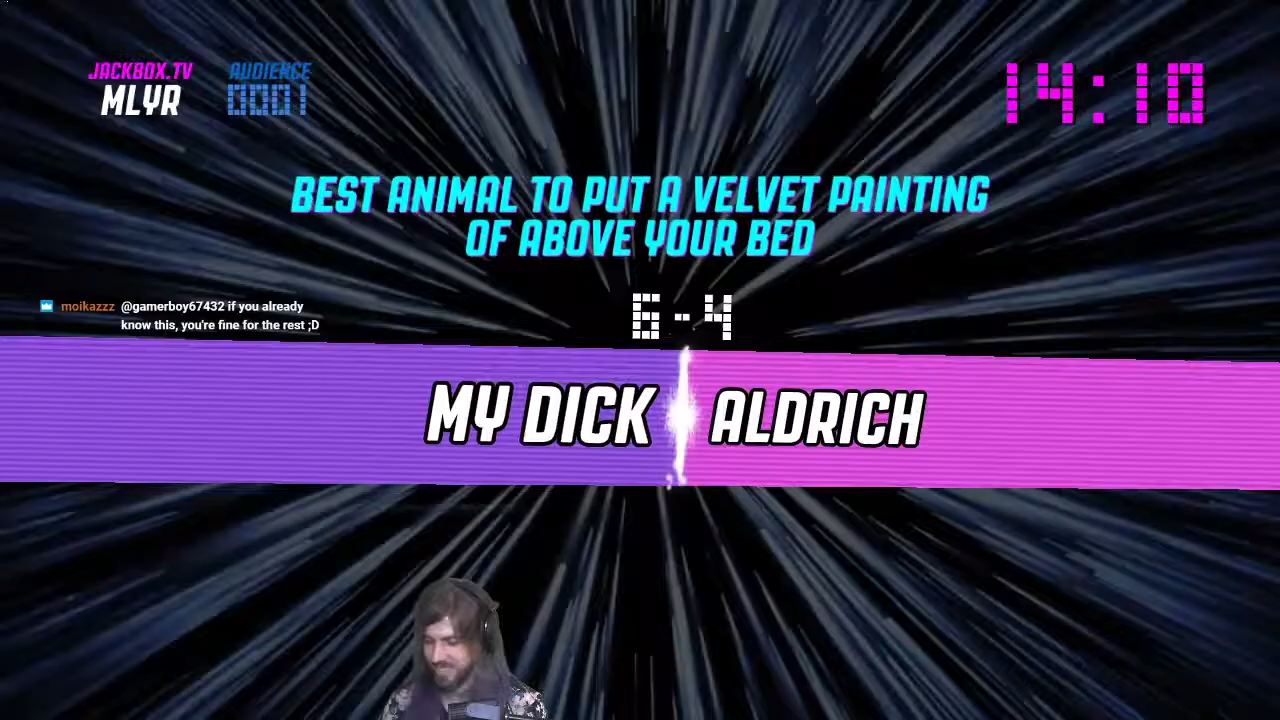 JACKBOX.TV
MLYR
AUDIENCE
0001
14:10
BEST ANIMAL TO PUT A VELVET PAINTING
OF ABOVE YOUR BED
moikazzz @gamerboy67432 if you already
know this, you're fine for the rest ;D
6-4
MY DICK
ALDRICH